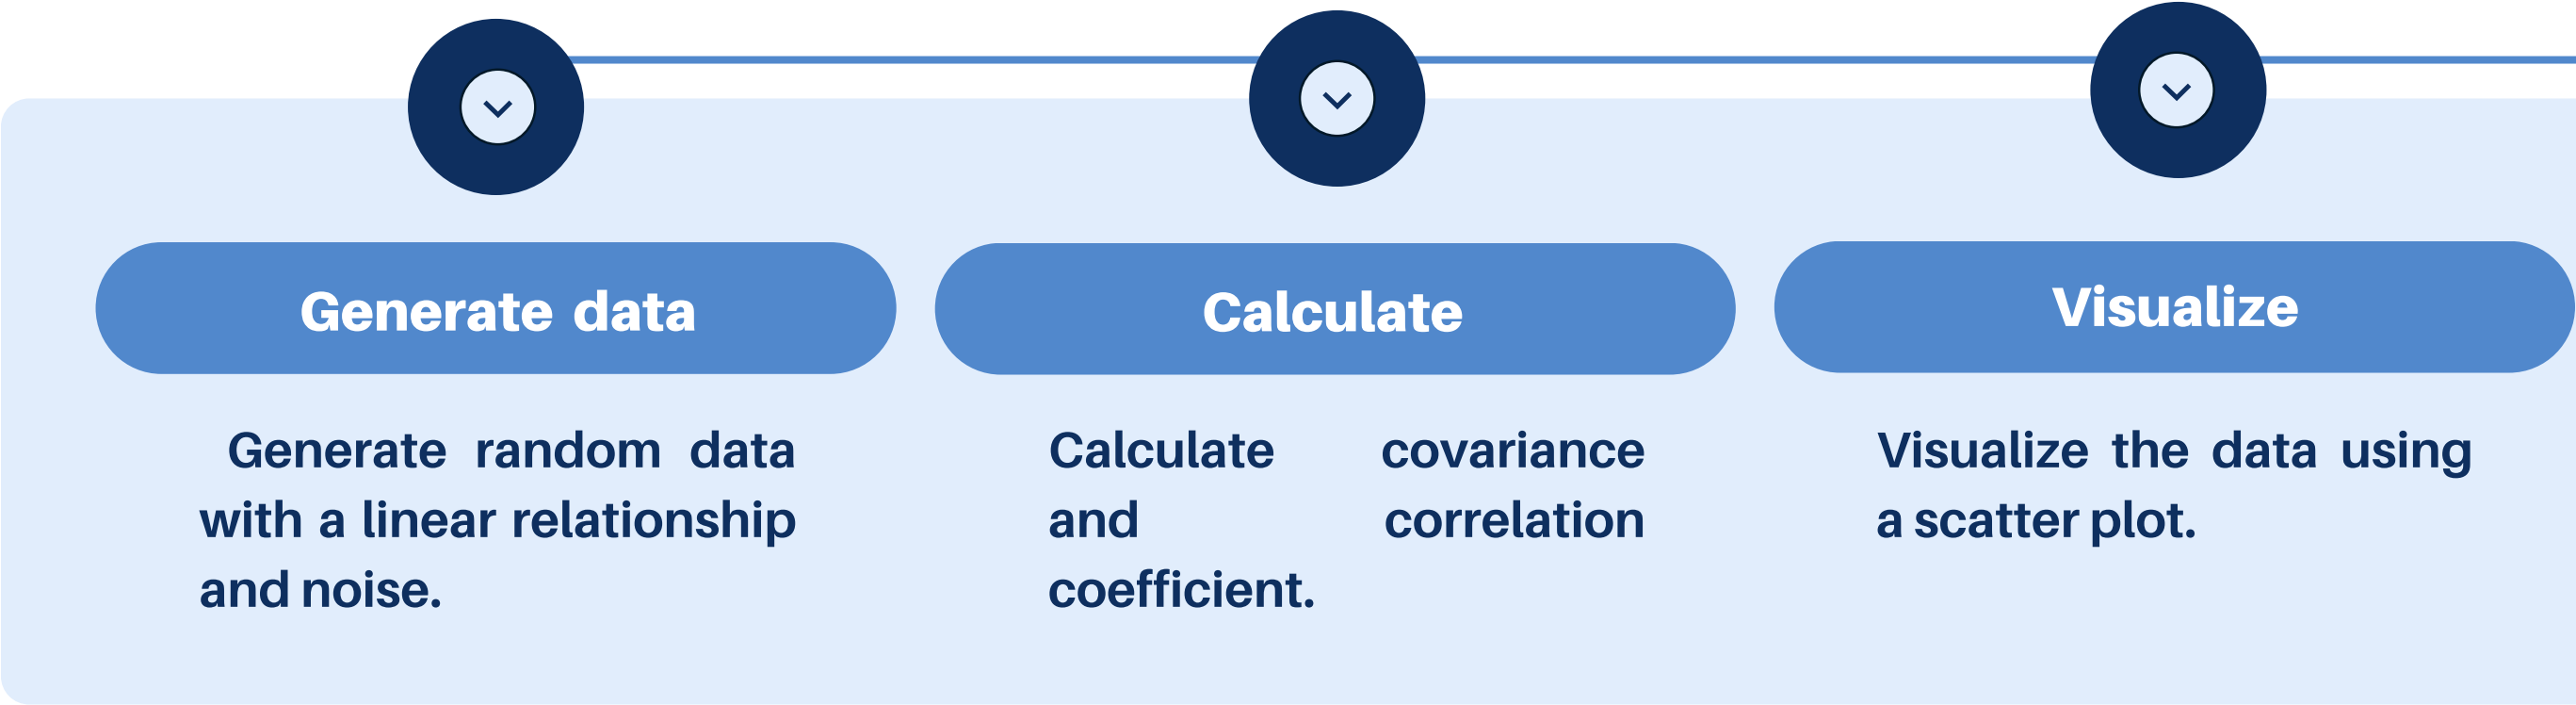 Generate data
Generate random data
with a linear relationship
and noise.
Calculate
Calculate covariance
and correlation
coefficient.
Visualize
Visualize the data using
a scatter plot.